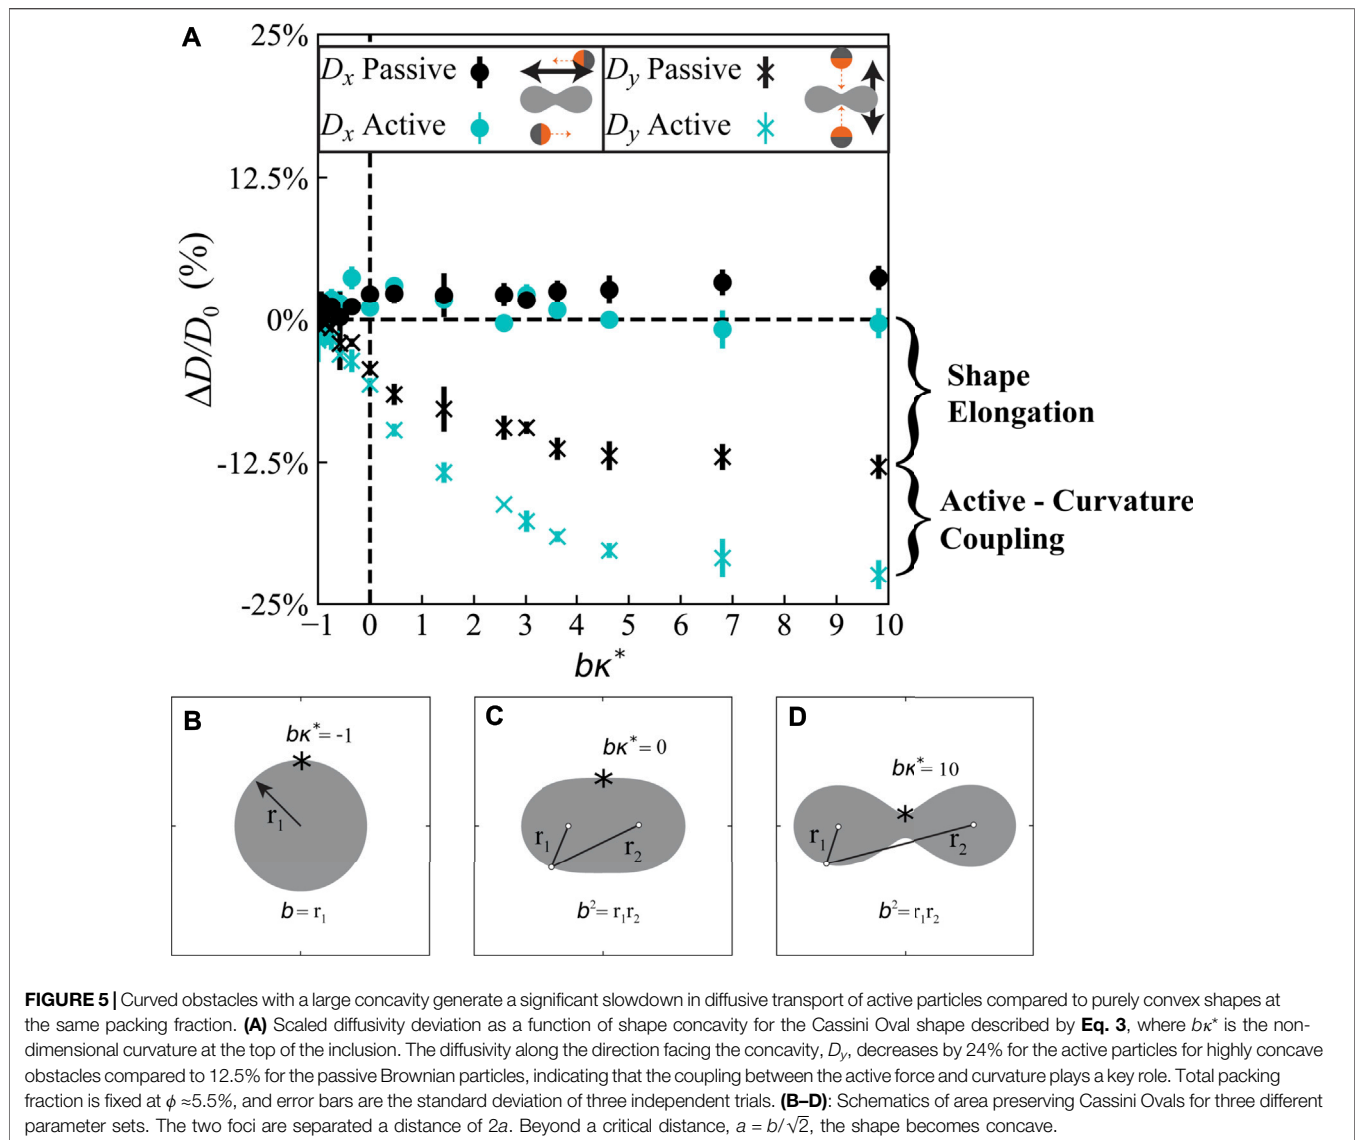 A
25%
12.5%
0%
-12.5%
-25%
ΔD/D₀ (%)
Dₓ Passive
D_y Passive
Dₓ Active
D_y Active
Shape
Elongation
Active - Curvature
Coupling
−1 0 1 2 3 4 5 6 7 8 9 10
bκ*
B
bκ*= -1
r₁
b = r₁
C
bκ*= 0
r₁
r₂
b²= r₁r₂
D
bκ*= 10
r₁
r₂
b²= r₁r₂
FIGURE 5 | Curved obstacles with a large concavity generate a significant slowdown in diffusive transport of active particles compared to purely convex shapes at
the same packing fraction. (A) Scaled diffusivity deviation as a function of shape concavity for the Cassini Oval shape described by Eq. 3, where bκ* is the non-
dimensional curvature at the top of the inclusion. The diffusivity along the direction facing the concavity, D_y, decreases by 24% for the active particles for highly concave
obstacles compared to 12.5% for the passive Brownian particles, indicating that the coupling between the active force and curvature plays a key role. Total packing
fraction is fixed at ϕ ≈5.5%, and error bars are the standard deviation of three independent trials. (B–D): Schematics of area preserving Cassini Ovals for three different
parameter sets. The two foci are separated a distance of 2a. Beyond a critical distance, a = b/√2, the shape becomes concave.